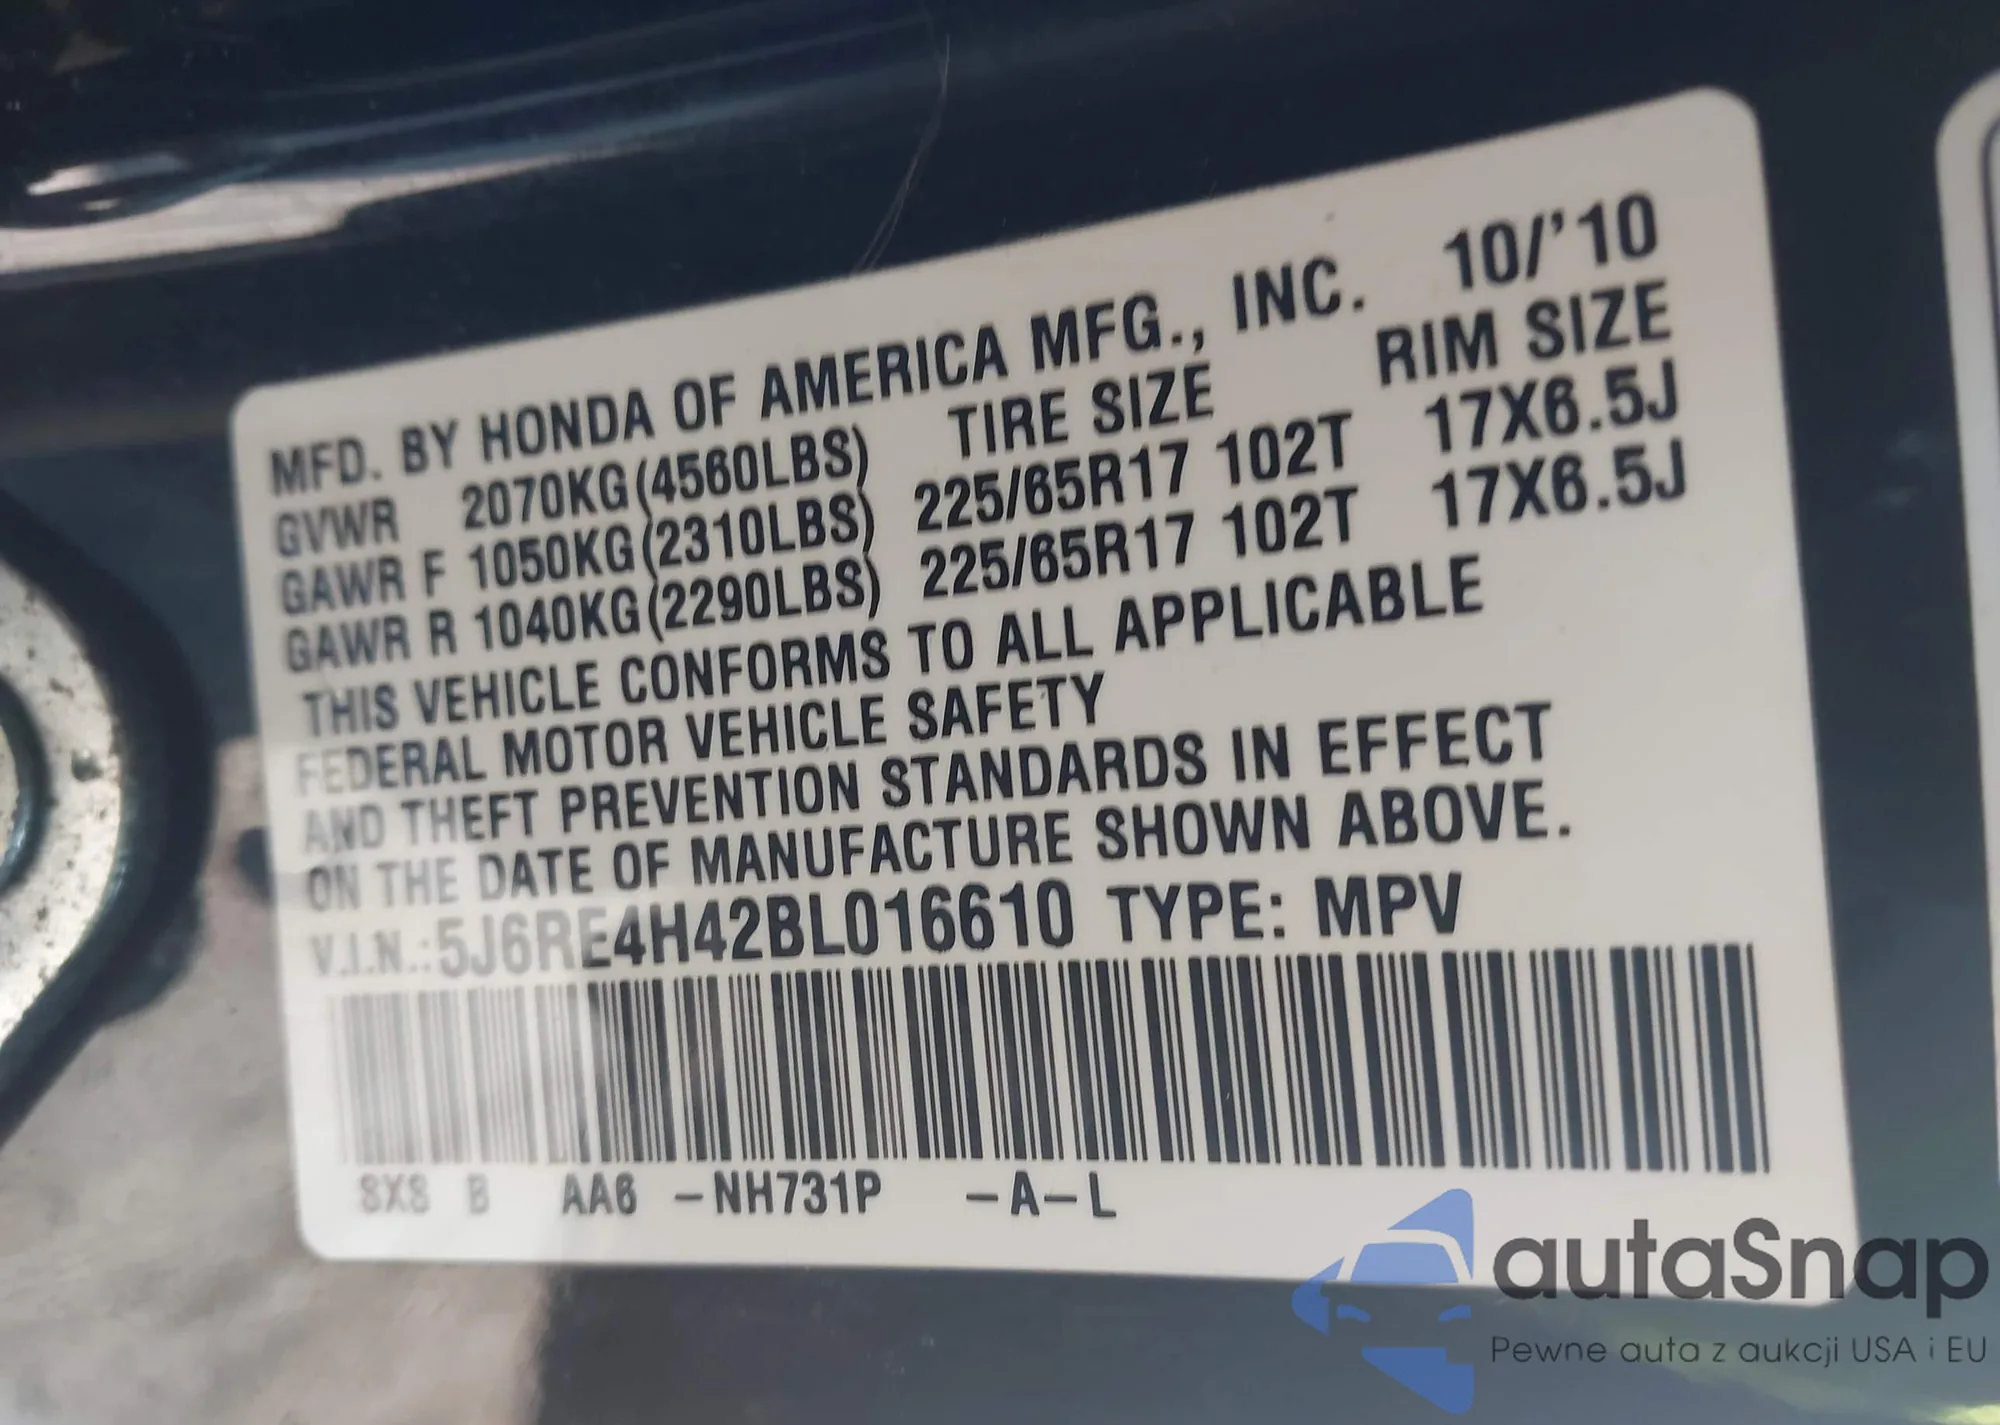 MFD. BY HONDA OF AMERICA MFG., INC. 10/'10
GVWR 2070KG(4560LBS) TIRE SIZE RIM SIZE
GAWR F 1050KG(2310LBS) 225/65R17 102T 17X6.5J
GAWR R 1040KG(2290LBS) 225/65R17 102T 17X6.5J
THIS VEHICLE CONFORMS TO ALL APPLICABLE
FEDERAL MOTOR VEHICLE SAFETY
AND THEFT PREVENTION STANDARDS IN EFFECT
ON THE DATE OF MANUFACTURE SHOWN ABOVE.
V.I.N.:5J6RE4H42BL016610 TYPE: MPV
SXS B AA6 -NH731P -A-L
autaSnap
Pewne auta z aukcji USA i EU